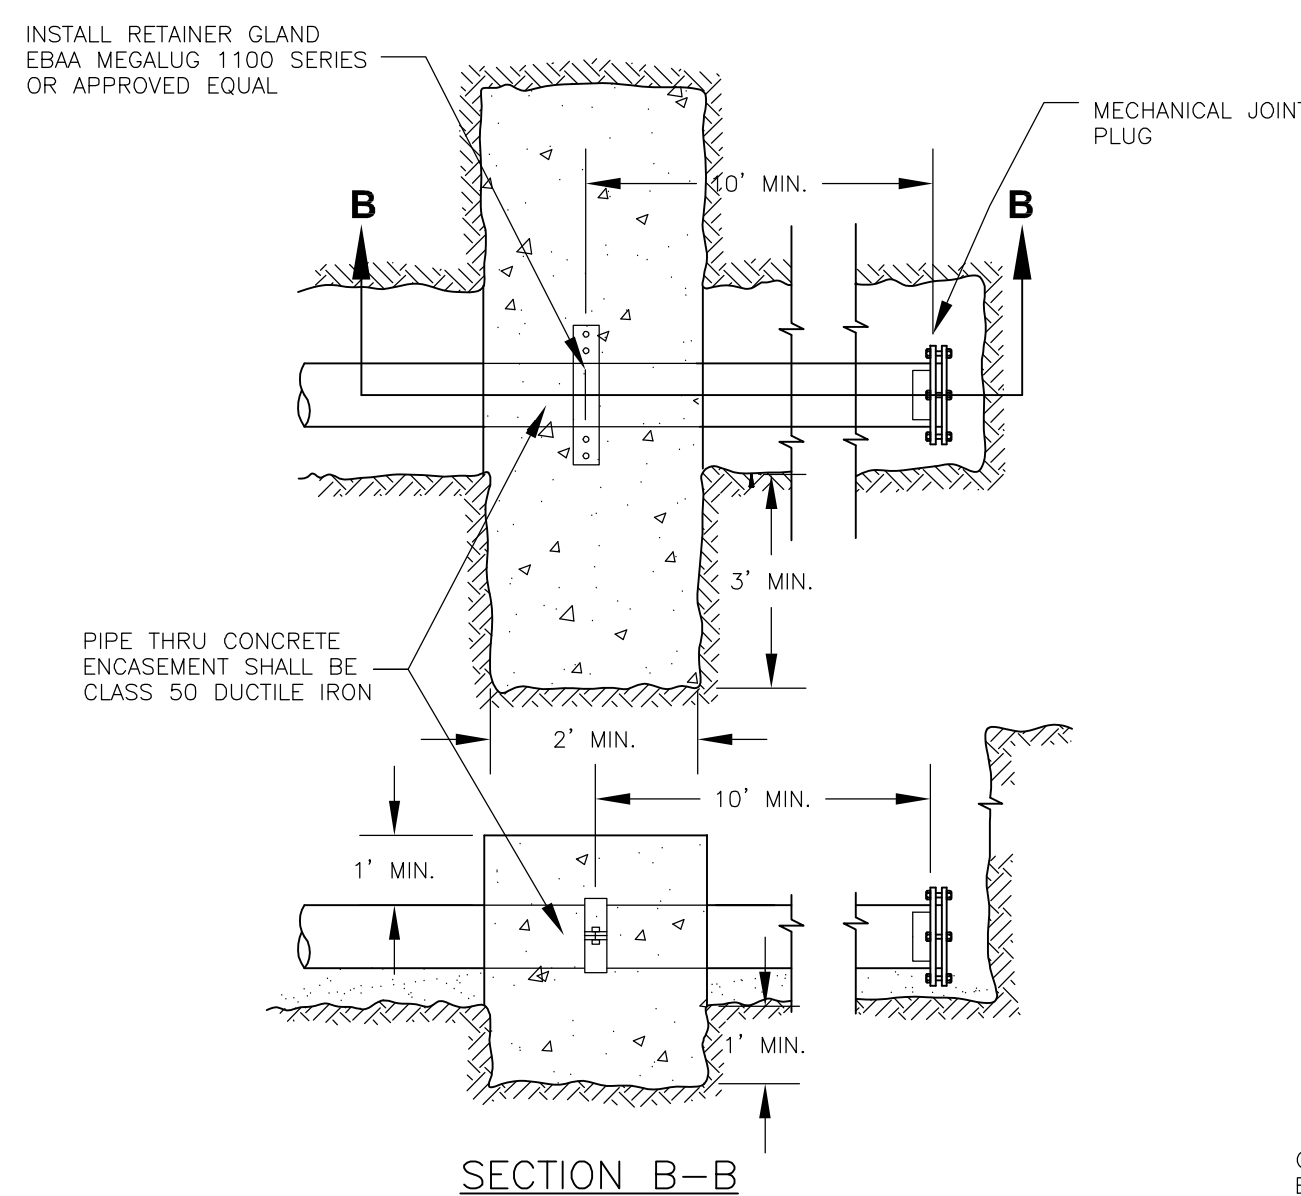 INSTALL RETAINER GLAND
EBAA MEGALUG 1100 SERIES
OR APPROVED EQUAL
MECHANICAL JOINT
PLUG
10' MIN.
B
B
3' MIN.
PIPE THRU CONCRETE
ENCASEMENT SHALL BE
CLASS 50 DUCTILE IRON
2' MIN.
10' MIN.
1' MIN.
1' MIN.
SECTION B-B